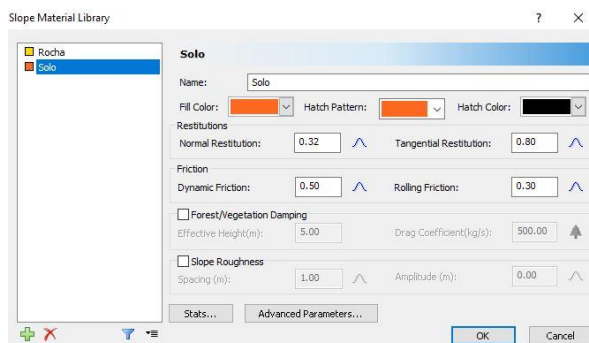 Slope Material Library ? ×
Rocha
Solo
Solo
Name: Solo
Fill Color: Hatch Pattern: Hatch Color:
Restitutions
Normal Restitution: 0.32 Tangential Restitution: 0.80
Friction
Dynamic Friction: 0.50 Rolling Friction: 0.30
Forest/Vegetation Damping
Effective Height(m): 5.00 Drag Coefficient(kg/s): 500.00
Slope Roughness
Spacing (m): 1.00 Amplitude (m): 0.00
Stats... Advanced Parameters...
OK Cancel